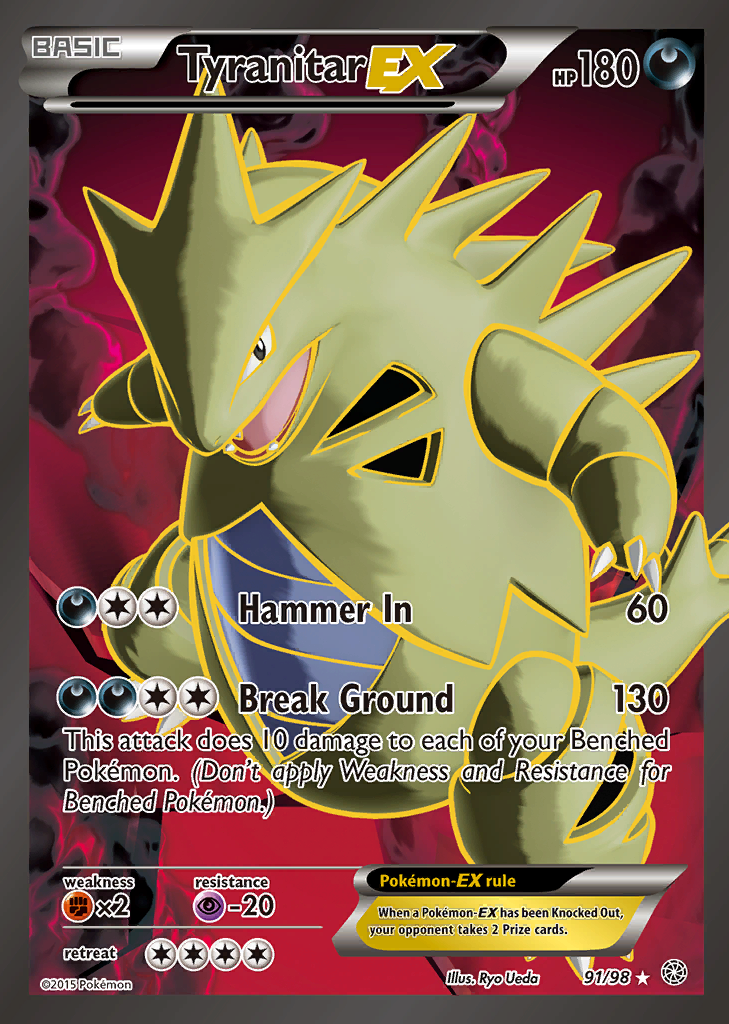 BASIC
Tyranitar EX
HP180
Hammer In 60
Break Ground 130
This attack does 10 damage to each of your Benched
Pokémon. (Don't apply Weakness and Resistance for
Benched Pokémon.)
weakness resistance
×2 -20
retreat
Pokémon-EX rule
When a Pokémon-EX has been Knocked Out,
your opponent takes 2 Prize cards.
©2015 Pokémon
Illus. Ryo Ueda 91/98 ★